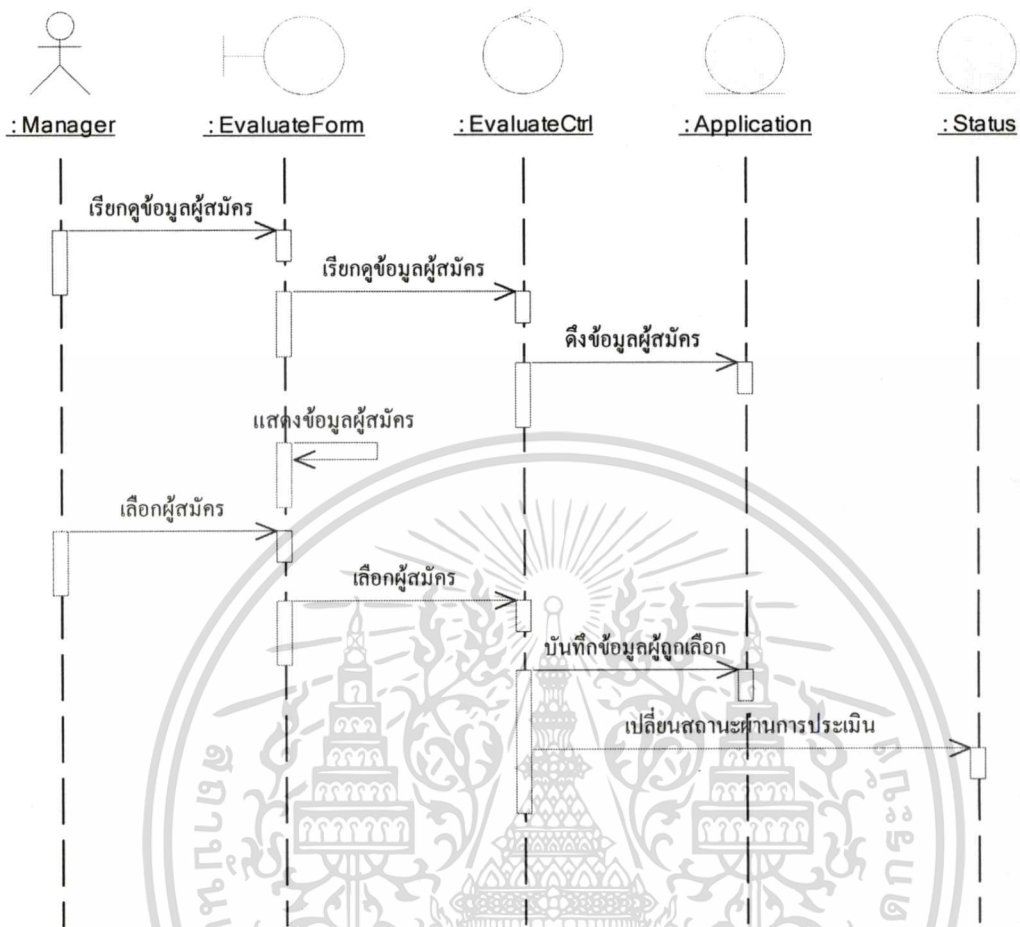 : Manager
: EvaluateForm
: EvaluateCtrl
: Application
: Status
เรียกดูข้อมูลผู้สมัคร
เรียกดูข้อมูลผู้สมัคร
ดึงข้อมูลผู้สมัคร
แสดงข้อมูลผู้สมัคร
เลือกผู้สมัคร
เลือกผู้สมัคร
บันทึกข้อมูลผู้ถูกเลือก
เปลี่ยนสถานะผ่านการประเมิน